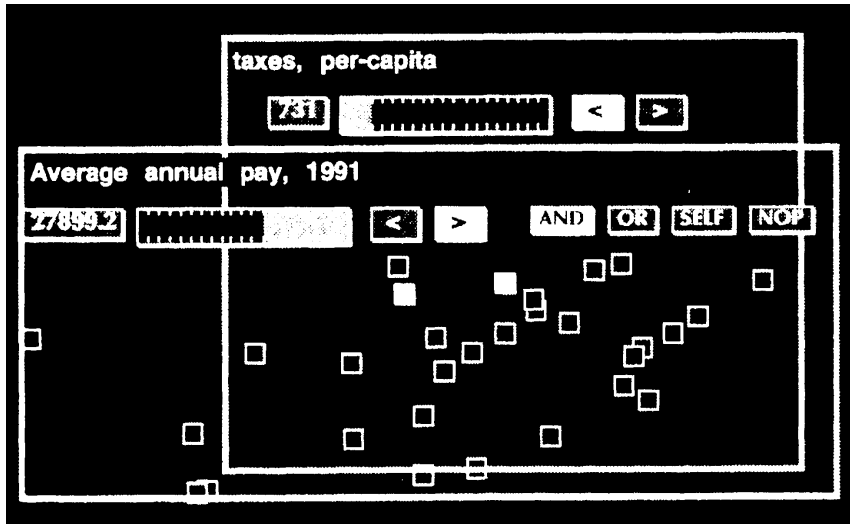 taxes, per-capita
731 < >
Average annual pay, 1991
27899.2 < > AND OR SELF NOP